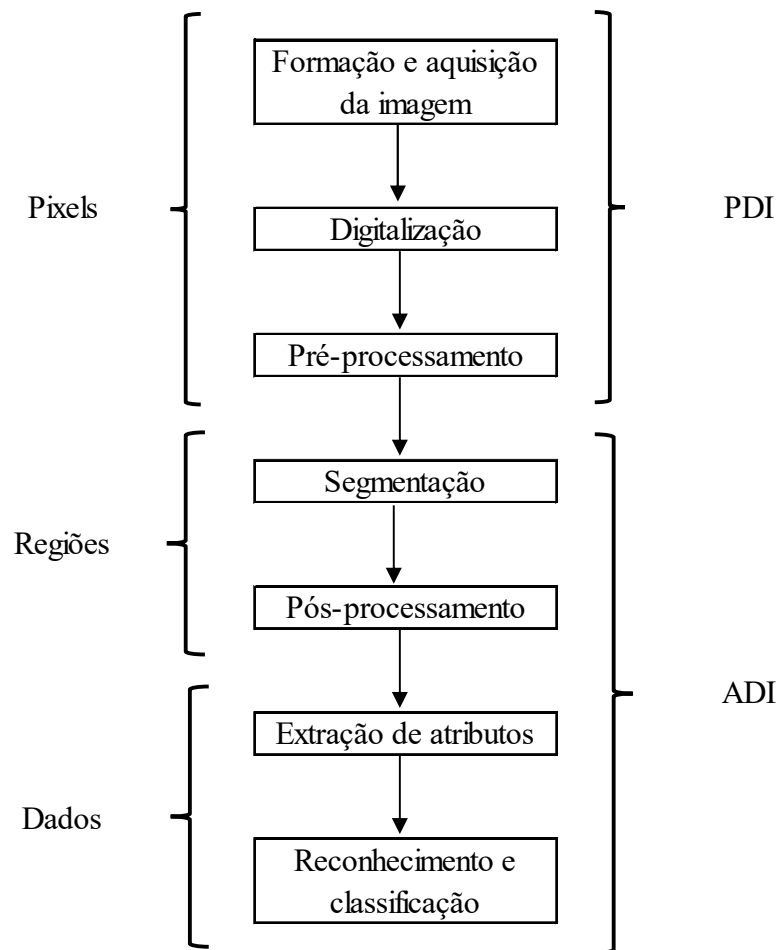 Formação e aquisição
da imagem
Pixels
Digitalização
PDI
Pré-processamento
Segmentação
Regiões
Pós-processamento
ADI
Extração de atributos
Dados
Reconhecimento e
classificação